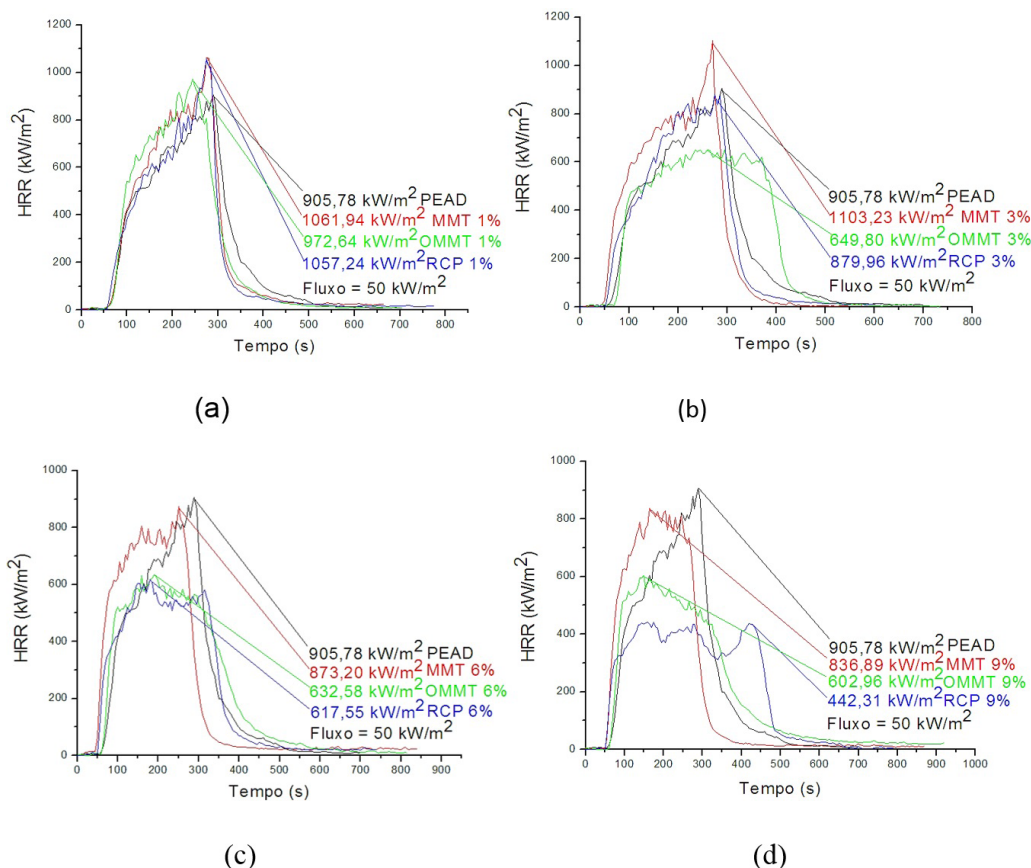 1200
1000
800
600
400
200
0
HRR (kW/m²)
0 100 200 300 400 500 600 700 800
Tempo (s)
905,78 kW/m² PEAD
1061,94 kW/m² MMT 1%
972,64 kW/m² OMMT 1%
1057,24 kW/m² RCP 1%
Fluxo = 50 kW/m²
(a)
1200
1000
800
600
400
200
0
HRR (kW/m²)
0 100 200 300 400 500 600 700 800
Tempo (s)
905,78 kW/m² PEAD
1103,23 kW/m² MMT 3%
649,80 kW/m² OMMT 3%
879,96 kW/m² RCP 3%
Fluxo = 50 kW/m²
(b)
1000
800
600
400
200
0
HRR (kW/m²)
0 100 200 300 400 500 600 700 800 900
Tempo (s)
905,78 kW/m² PEAD
873,20 kW/m² MMT 6%
632,58 kW/m² OMMT 6%
617,55 kW/m² RCP 6%
Fluxo = 50 kW/m²
(c)
1000
800
600
400
200
0
HRR (kW/m²)
0 100 200 300 400 500 600 700 800 900 1000
Tempo (s)
905,78 kW/m² PEAD
836,89 kW/m² MMT 9%
602,96 kW/m² OMMT 9%
442,31 kW/m² RCP 9%
Fluxo = 50 kW/m²
(d)